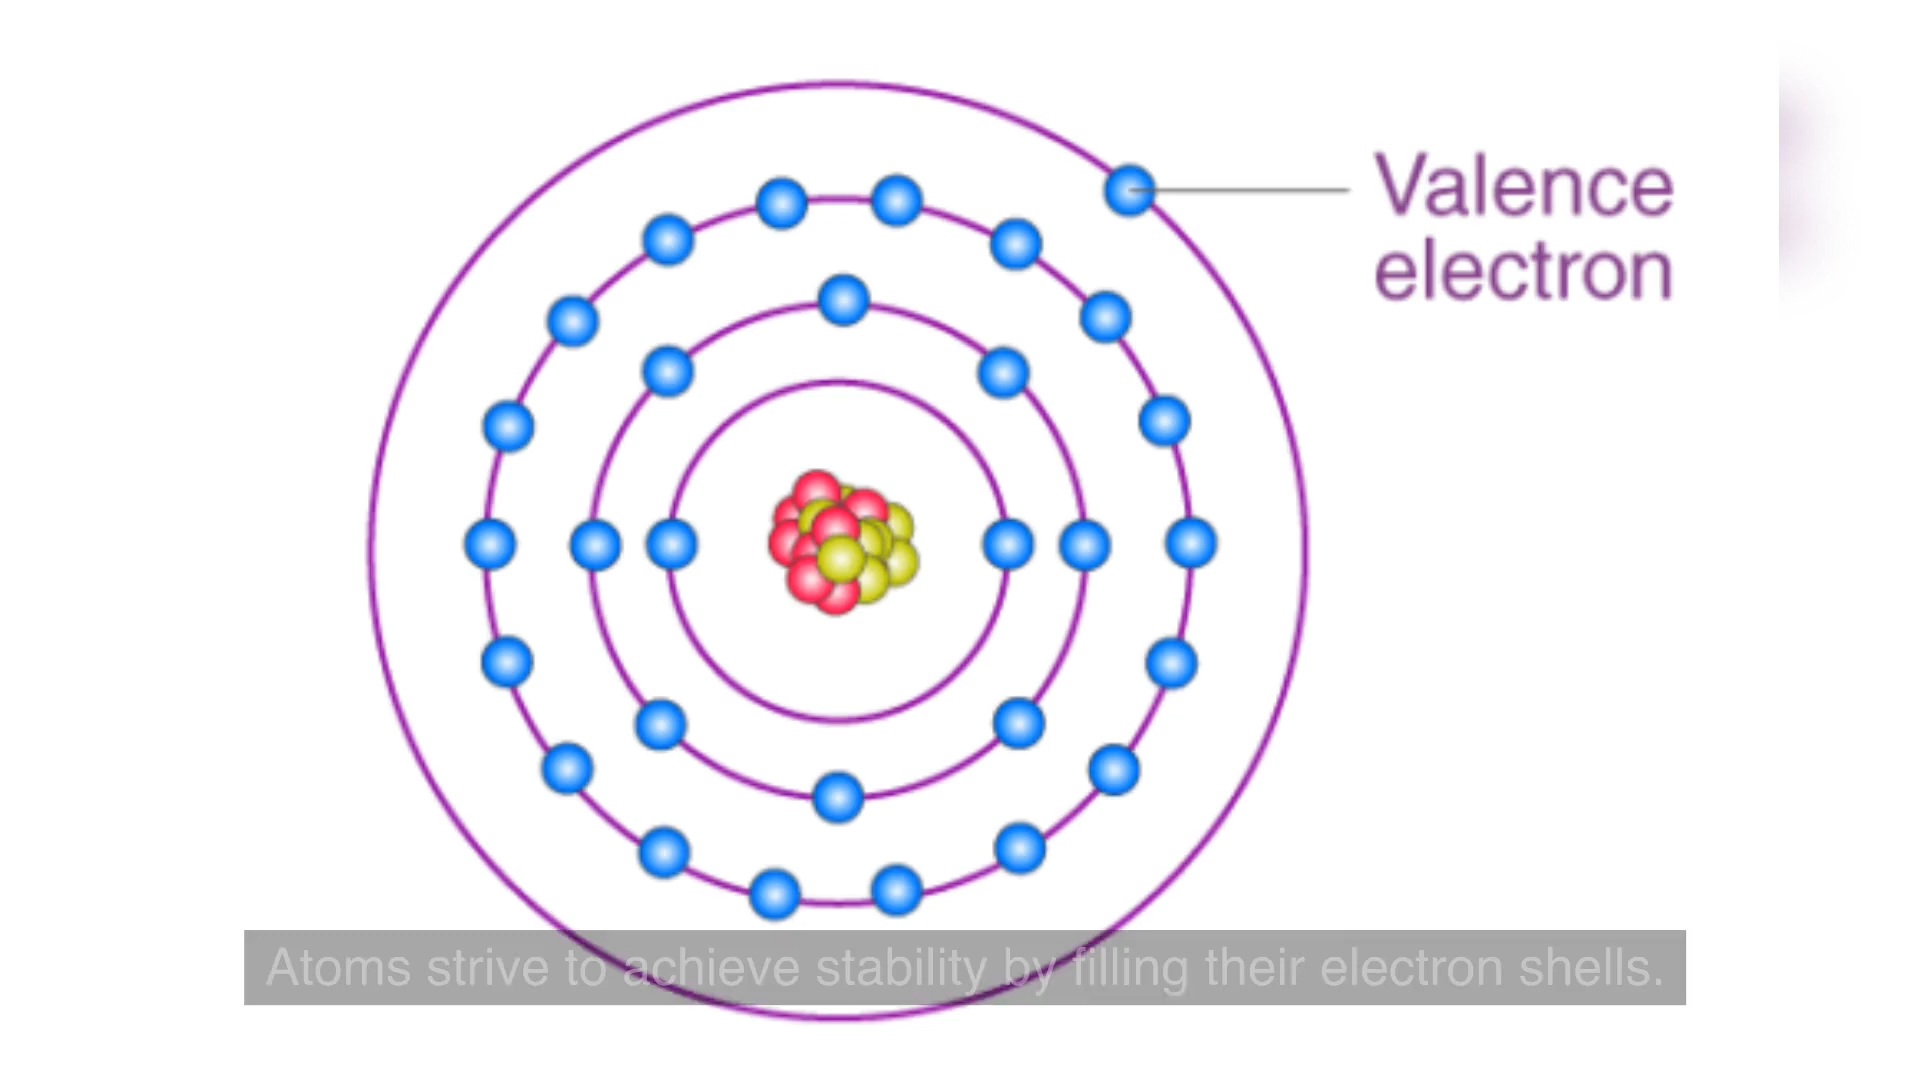 Valence
electron
Atoms strive to achieve stability by filling their electron shells.